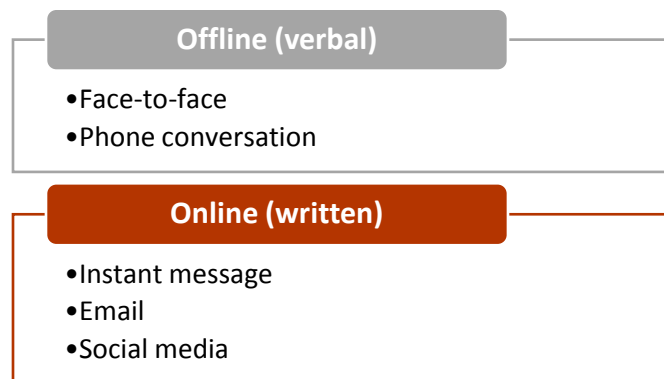 Offline (verbal)
•Face-to-face
•Phone conversation
Online (written)
•Instant message
•Email
•Social media